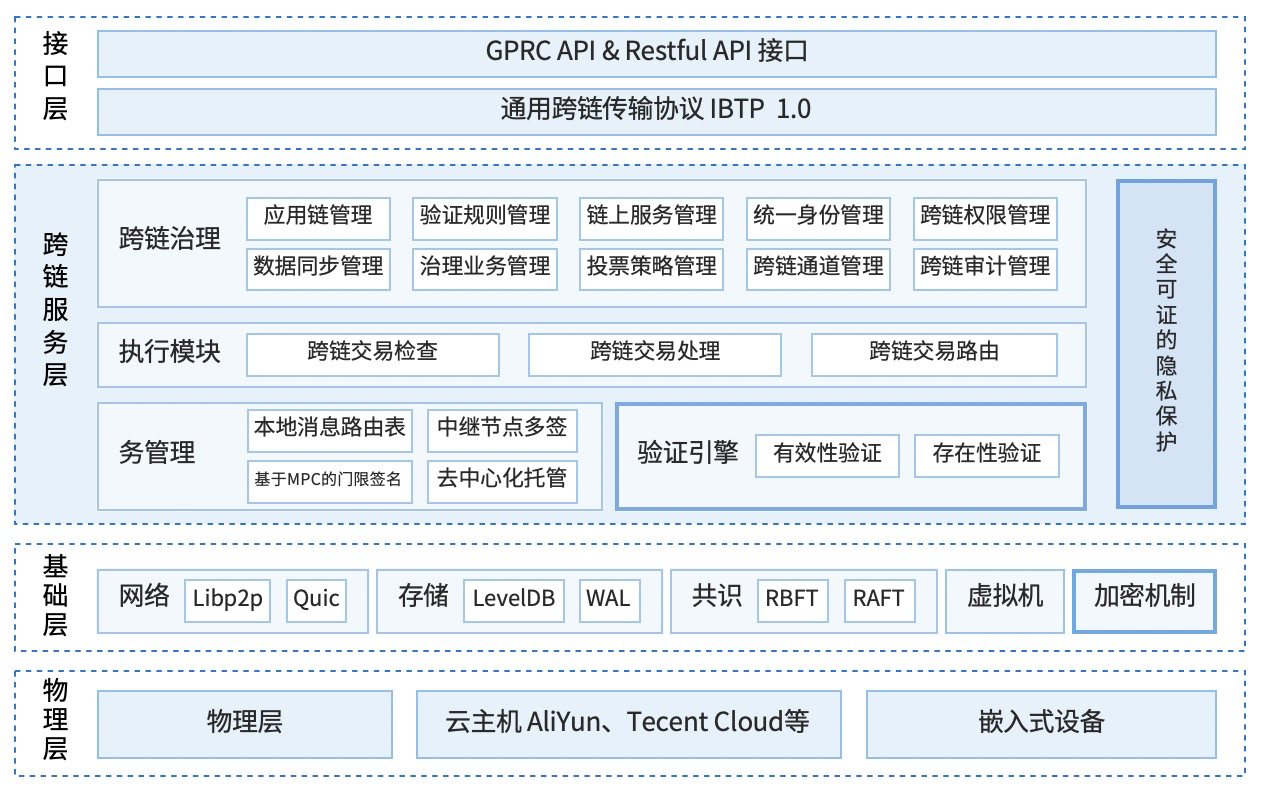 接口层
GPRC API & Restful API 接口
通用跨链传输协议 IBTP 1.0
跨链服务层
跨链治理
应用链管理
验证规则管理
链上服务管理
统一身份管理
跨链权限管理
数据同步管理
治理业务管理
投票策略管理
跨链通道管理
跨链审计管理
执行模块
跨链交易检查
跨链交易处理
跨链交易路由
务管理
本地消息路由表
中继节点多签
基于MPC的门限签名
去中心化托管
验证引擎
有效性验证
存在性验证
安全可证的隐私保护
基础层
网络
Libp2p
Quic
存储
LevelDB
WAL
共识
RBFT
RAFT
虚拟机
加密机制
物理层
物理层
云主机 AliYun、Tecent Cloud等
嵌入式设备